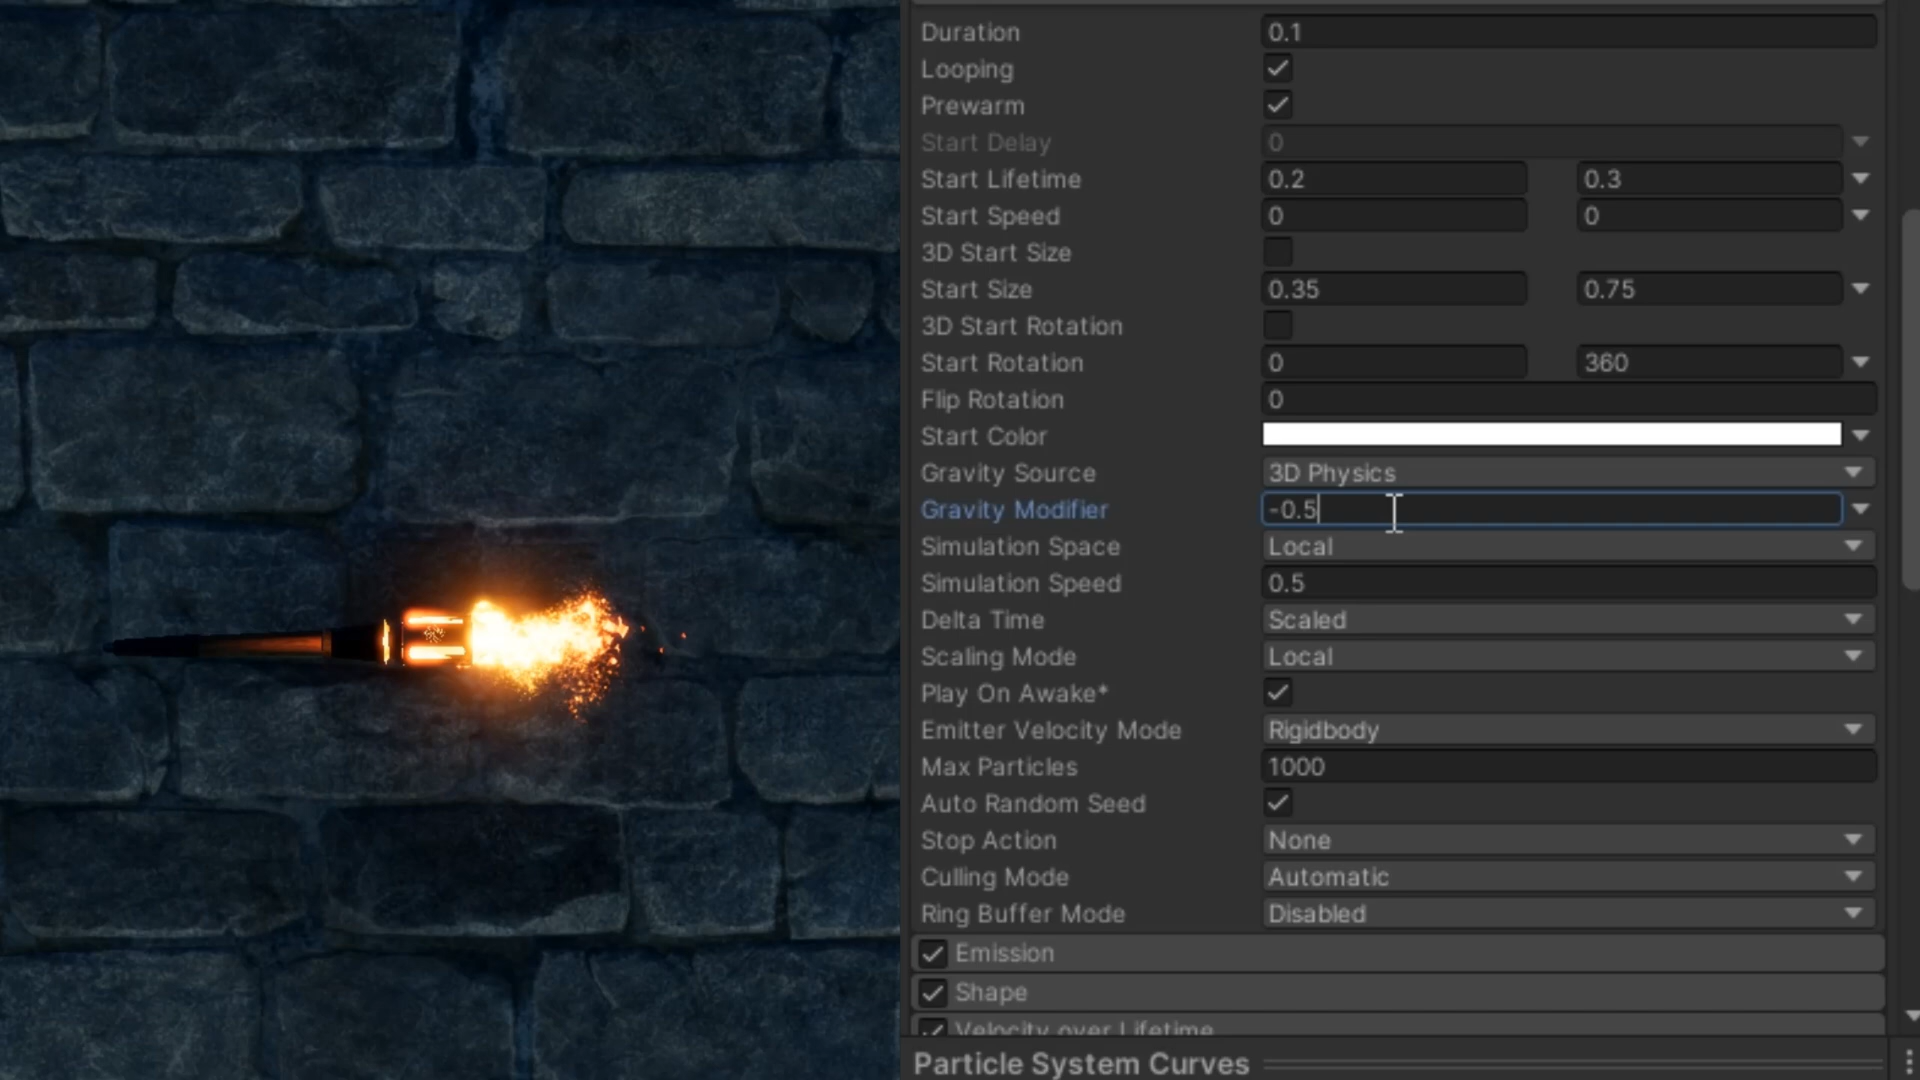 Duration 0.1
Looping
Prewarm
Start Delay 0
Start Lifetime 0.2 0.3
Start Speed 0 0
3D Start Size
Start Size 0.35 0.75
3D Start Rotation
Start Rotation 0 360
Flip Rotation 0
Start Color
Gravity Source 3D Physics
Gravity Modifier -0.5
Simulation Space Local
Simulation Speed 0.5
Delta Time Scaled
Scaling Mode Local
Play On Awake*
Emitter Velocity Mode Rigidbody
Max Particles 1000
Auto Random Seed
Stop Action None
Culling Mode Automatic
Ring Buffer Mode Disabled
Emission
Shape
Velocity over Lifetime
Particle System Curves